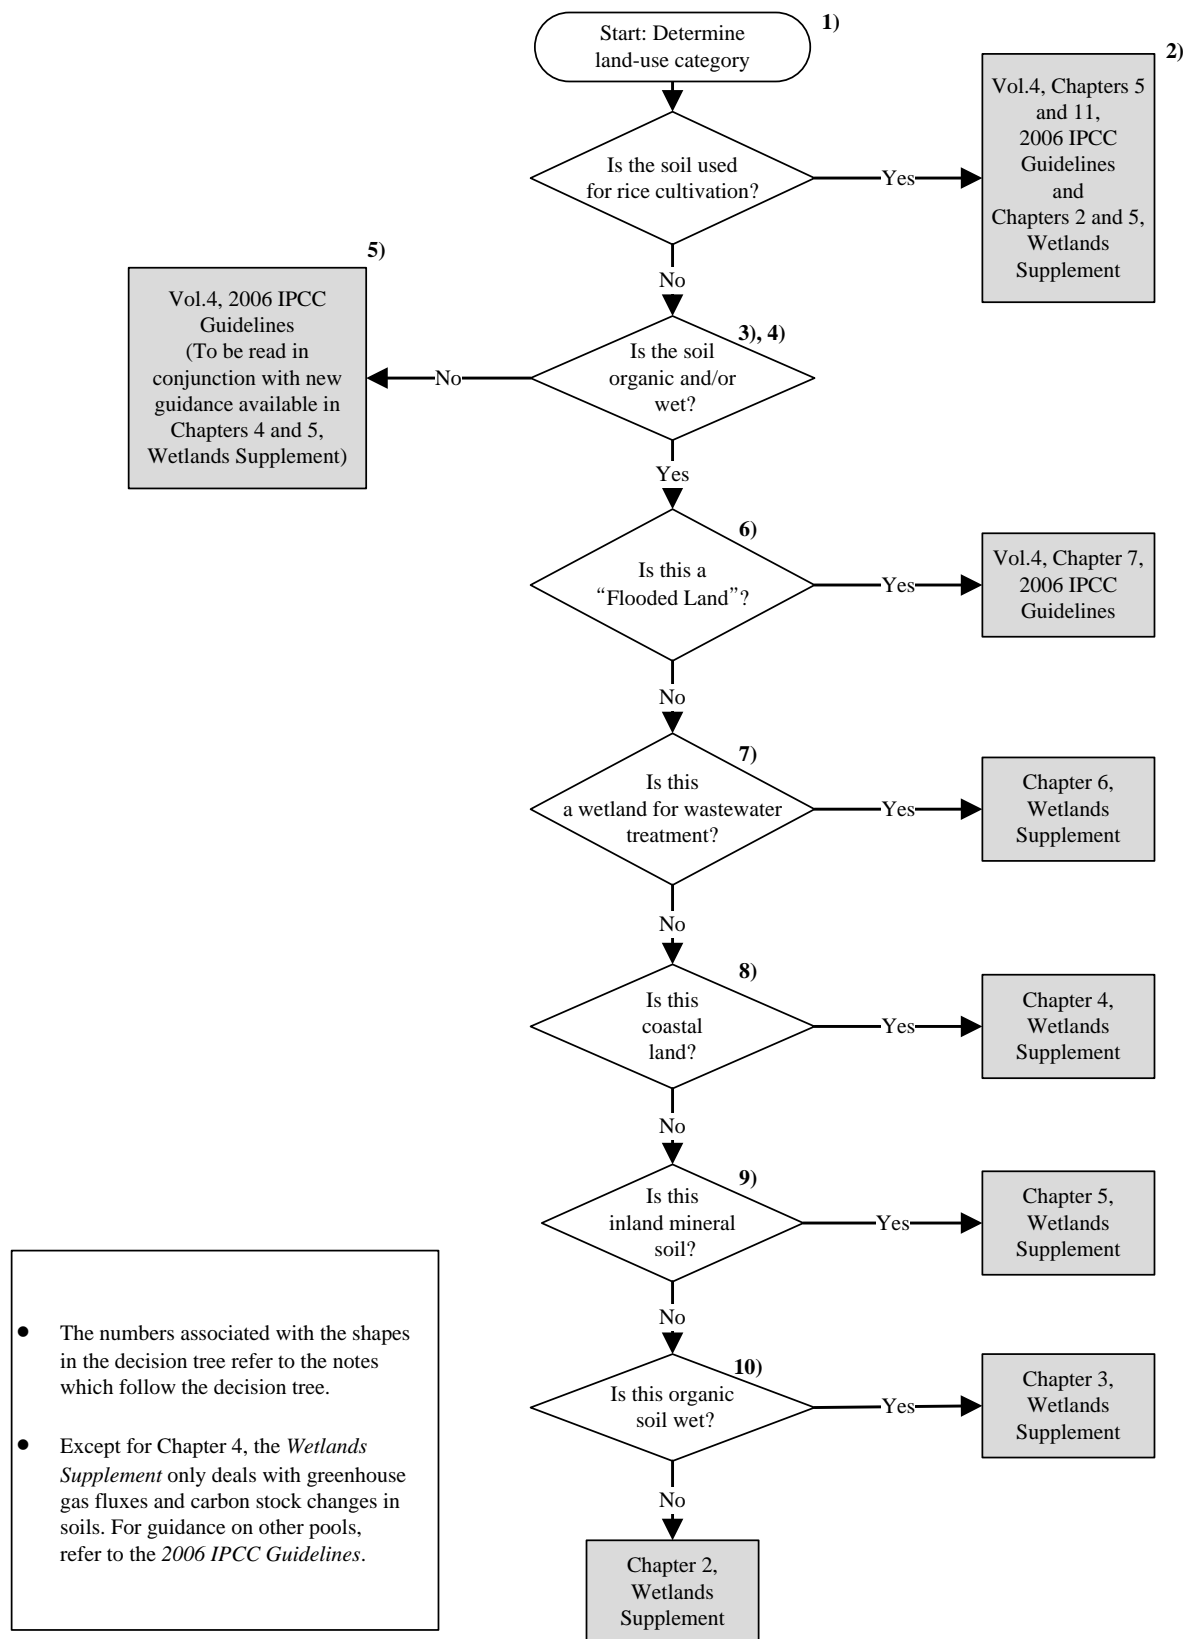 Start: Determine
land-use category
1)
2)
Vol.4, Chapters 5
and 11,
2006 IPCC
Guidelines
and
Chapters 2 and 5,
Wetlands
Supplement
Is the soil used
for rice cultivation?
Yes
No
5)
Vol.4, 2006 IPCC
Guidelines
(To be read in
conjunction with new
guidance available in
Chapters 4 and 5,
Wetlands Supplement)
3), 4)
Is the soil
organic and/or
wet?
No
Yes
6)
Is this a
“Flooded Land”?
Yes
Vol.4, Chapter 7,
2006 IPCC
Guidelines
No
7)
Is this
a wetland for wastewater
treatment?
Yes
Chapter 6,
Wetlands
Supplement
No
8)
Is this
coastal
land?
Yes
Chapter 4,
Wetlands
Supplement
No
9)
Is this
inland mineral
soil?
Yes
Chapter 5,
Wetlands
Supplement
No
10)
Is this organic
soil wet?
Yes
Chapter 3,
Wetlands
Supplement
No
Chapter 2,
Wetlands
Supplement
• The numbers associated with the shapes
in the decision tree refer to the notes
which follow the decision tree.
• Except for Chapter 4, the Wetlands
Supplement only deals with greenhouse
gas fluxes and carbon stock changes in
soils. For guidance on other pools,
refer to the 2006 IPCC Guidelines.